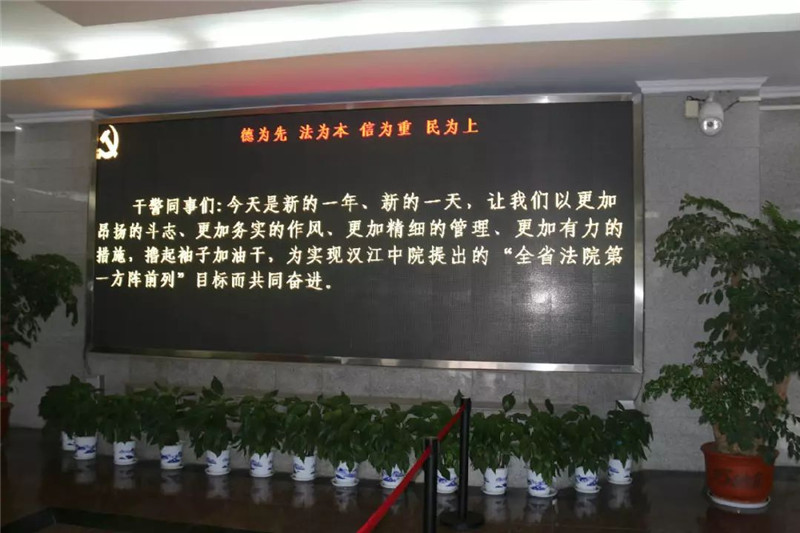 德为先 法为本 信为重 民为上
干警同事们：今天是新的一年、新的一天，让我们以更加
昂扬的斗志、更加务实的作风、更加精细的管理、更加有力的
措施，撸起袖子加油干，为实现汉江中院提出的“全省法院第
一方阵前列”目标而共同奋进．